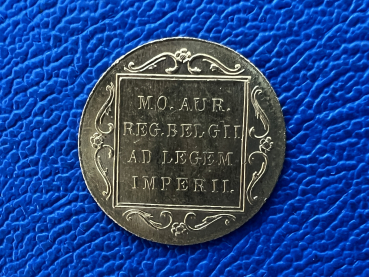 MO. AUR.
REG.BELGII
AD LEGEM
IMPERII.